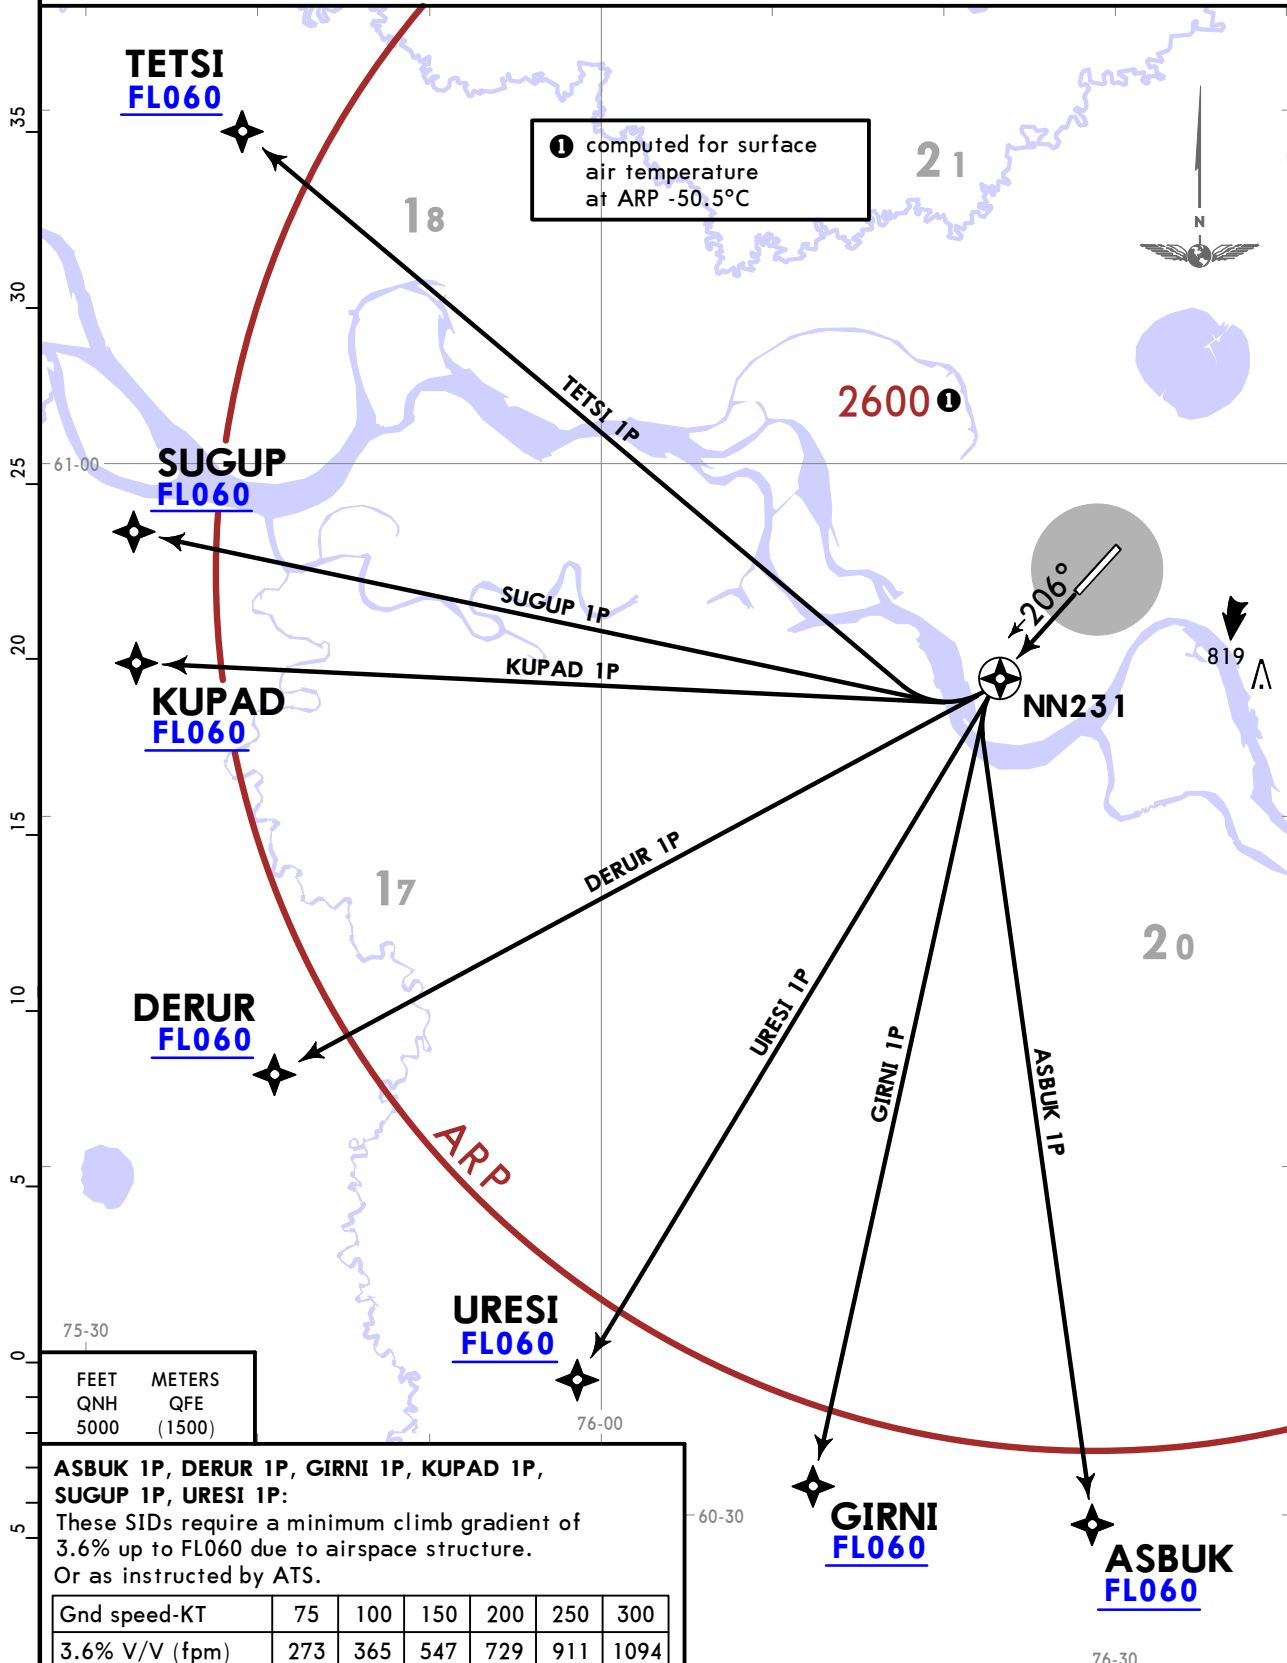 TETSI
FL060
❶ computed for surface
air temperature
at ARP -50.5°C
21
18
N
35
30
TETSI 1P
2600❶
61-00
25
SUGUP
FL060
SUGUP 1P
206°
20
KUPAD 1P
819
KUPAD
FL060
NN231
15
DERUR 1P
17
20
10
DERUR
FL060
URESI 1P
GIRNI 1P
ASBUK 1P
ARP
5
URESI
FL060
75-30
0
FEET METERS
QNH QFE
5000 (1500)
76-00
ASBUK 1P, DERUR 1P, GIRNI 1P, KUPAD 1P,
SUGUP 1P, URESI 1P:
These SIDs require a minimum climb gradient of
3.6% up to FL060 due to airspace structure.
Or as instructed by ATS.
5
60-30
GIRNI
FL060
ASBUK
FL060
Gnd speed-KT 75 100 150 200 250 300
3.6% V/V (fpm) 273 365 547 729 911 1094
76-30